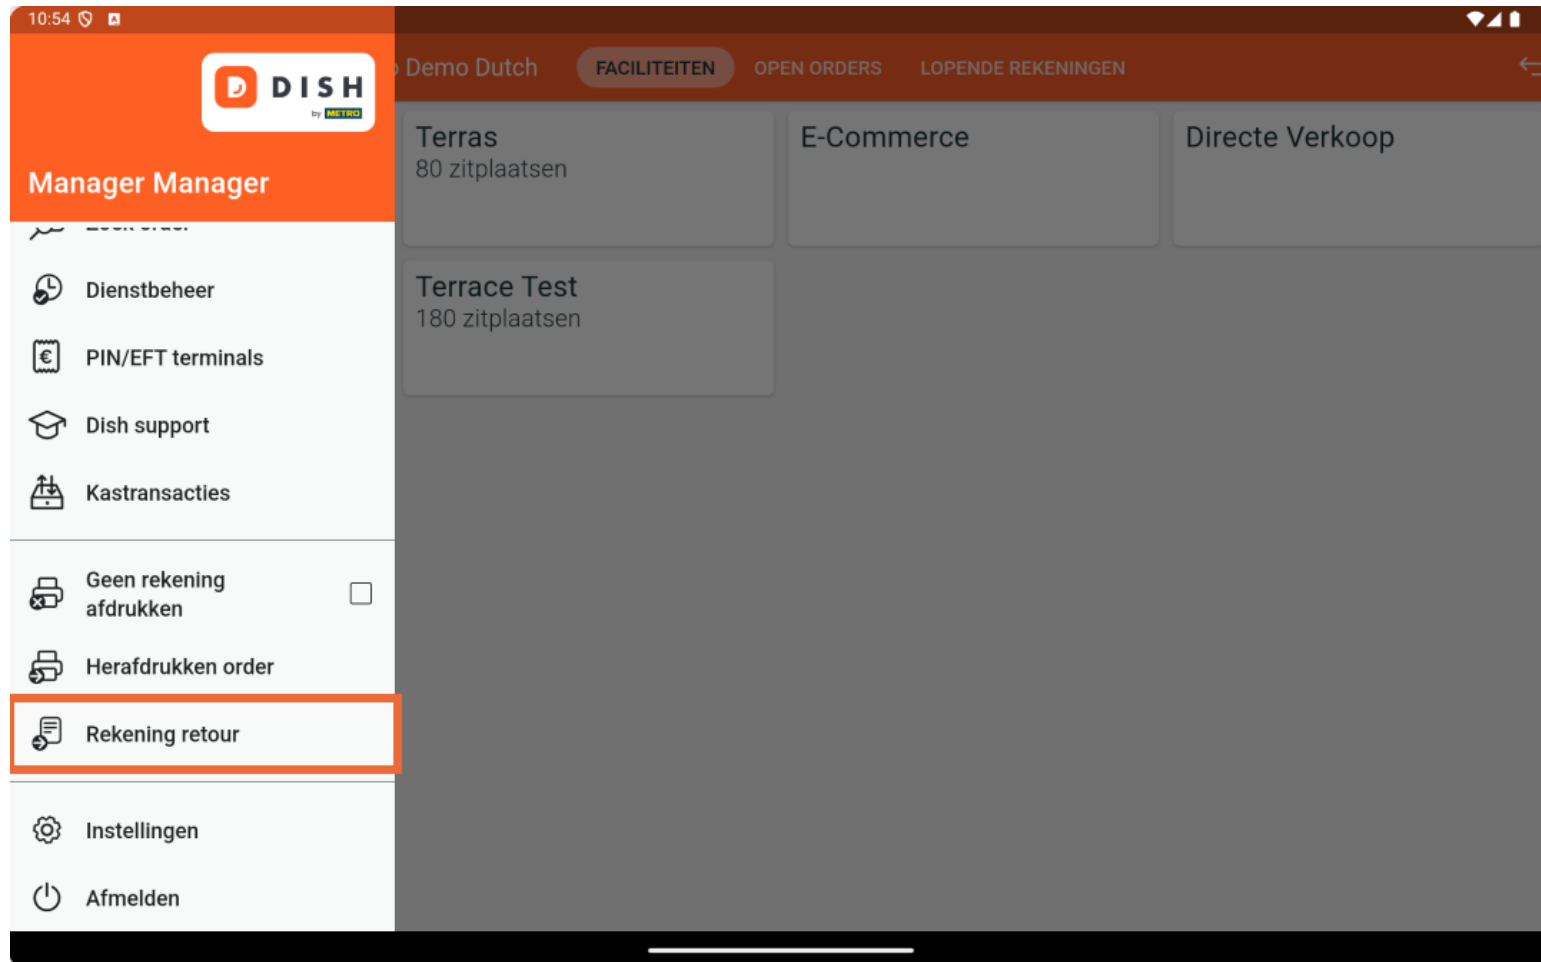 10:54
DISH
by METRO
Manager Manager
Demo Dutch
FACILITEITEN
OPEN ORDERS
LOPENDE REKENINGEN
Dienstbeheer
PIN/EFT terminals
Dish support
Kastransacties
Geen rekening
afdrukken
Herafdrukken order
Rekening retour
Instellingen
Afmelden
Terras
80 zitplaatsen
E-Commerce
Directe Verkoop
Terrace Test
180 zitplaatsen